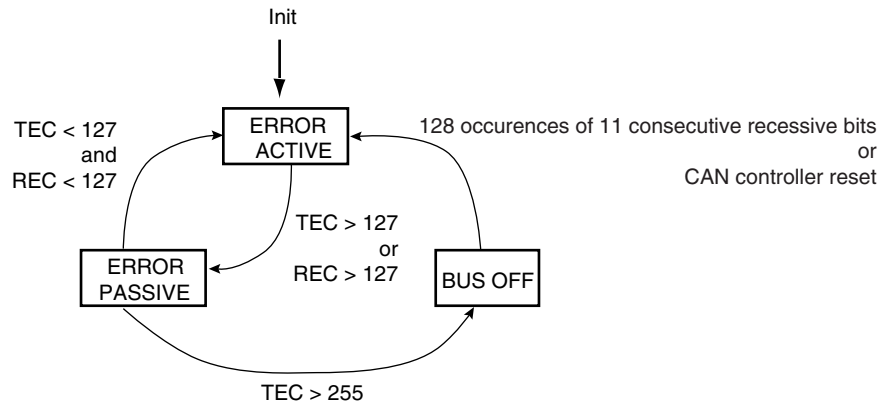 Init
TEC < 127
and
REC < 127
ERROR
ACTIVE
128 occurences of 11 consecutive recessive bits
or
CAN controller reset
TEC > 127
or
REC > 127
ERROR
PASSIVE
BUS OFF
TEC > 255